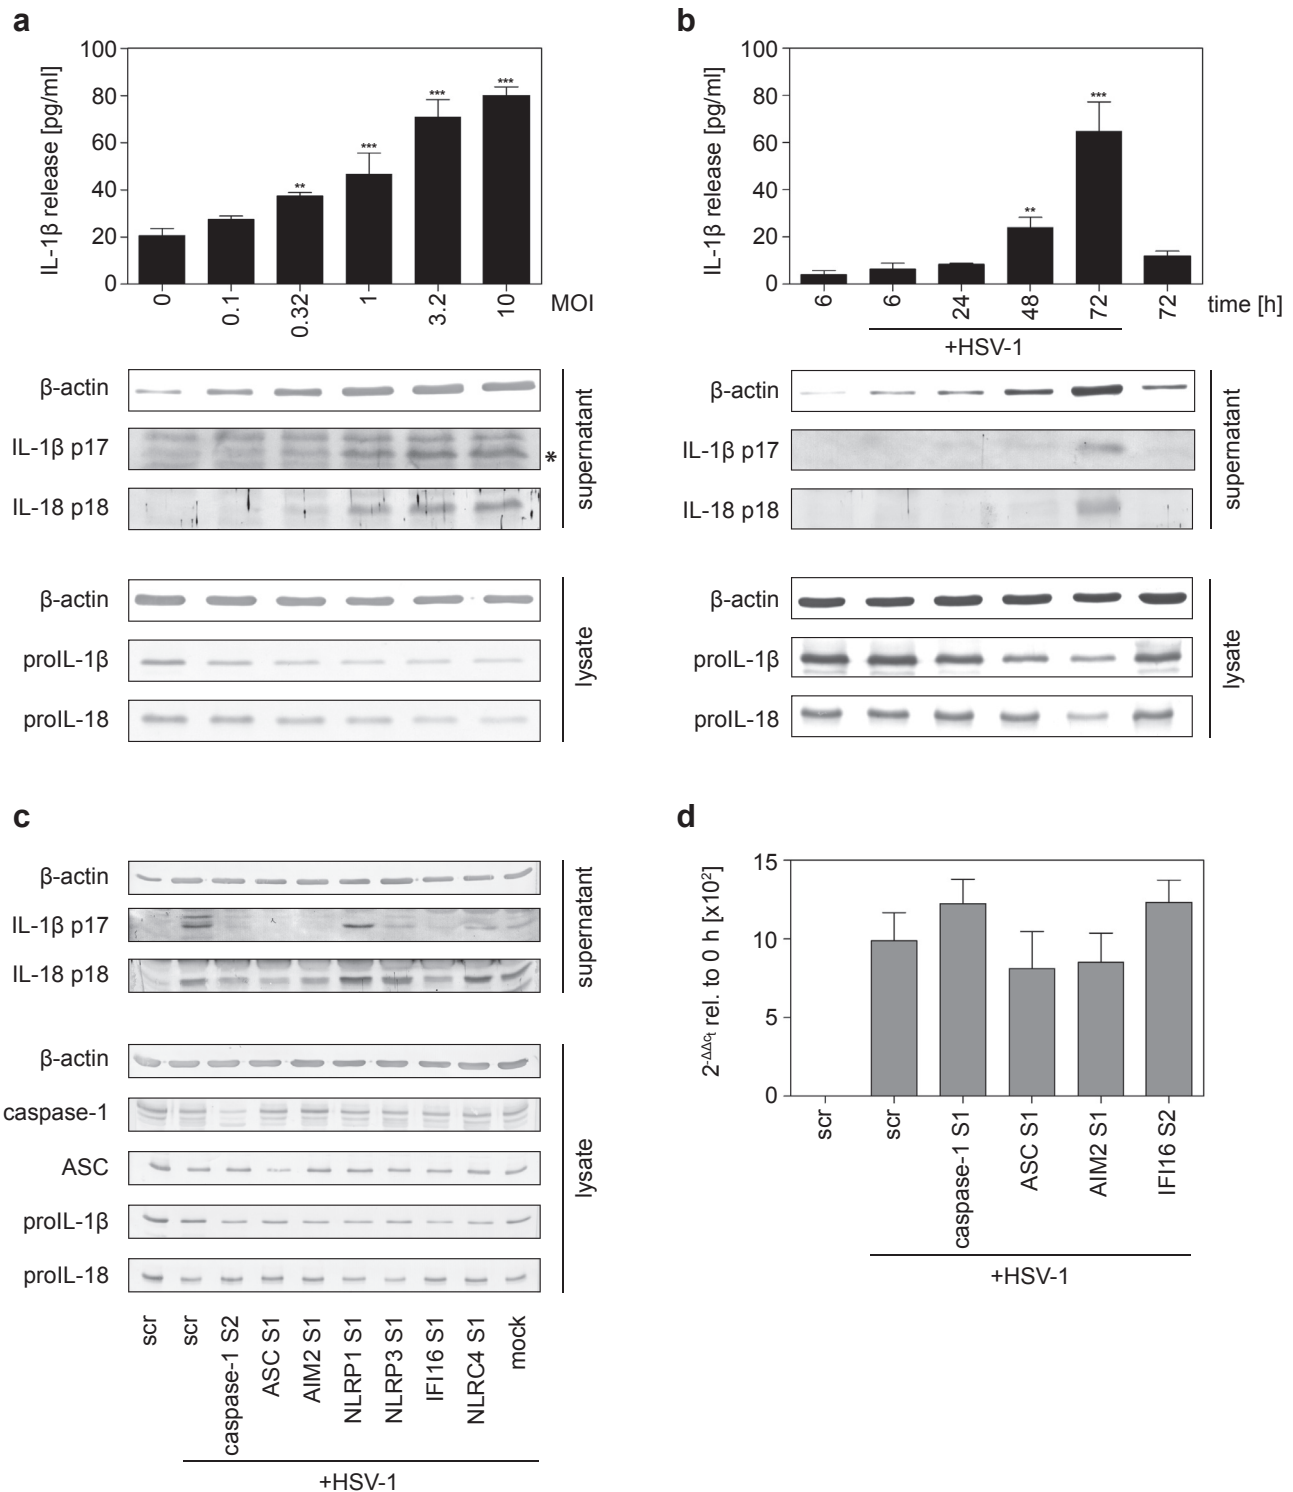 a
IL-1β release [pg/ml]
100
80
60
40
20
0
** *** *** ***
0 0.1 0.32 1 3.2 10 MOI
β-actin
IL-1β p17 *
IL-18 p18
supernatant
β-actin
proIL-1β
proIL-18
lysate
b
IL-1β release [pg/ml]
100
80
60
40
20
0
** ***
6 6 24 48 72 72 time [h]
+HSV-1
β-actin
IL-1β p17
IL-18 p18
supernatant
β-actin
proIL-1β
proIL-18
lysate
c
β-actin
IL-1β p17
IL-18 p18
supernatant
β-actin
caspase-1
ASC
proIL-1β
proIL-18
lysate
scr
scr
caspase-1 S2
ASC S1
AIM2 S1
NLRP1 S1
NLRP3 S1
IFI16 S1
NLRC4 S1
mock
+HSV-1
d
2-ΔΔct rel. to 0 h [x10²]
15
10
5
0
scr
scr
caspase-1 S1
ASC S1
AIM2 S1
IFI16 S2
+HSV-1